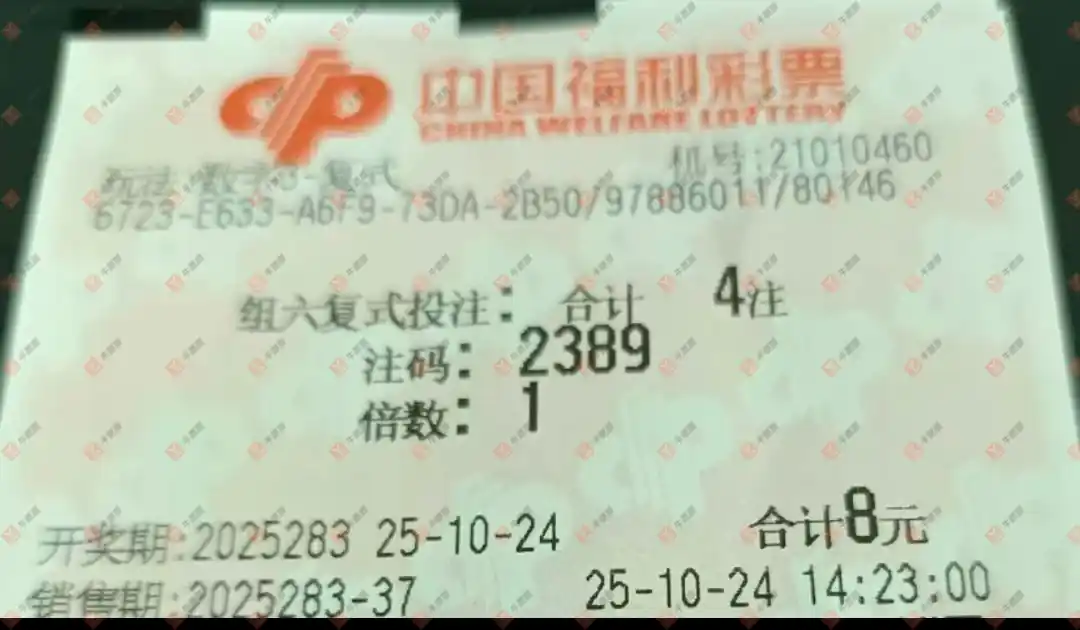 中国福利彩票
CHINA WELFARE LOTTERY
玩法:数字3-复式 机号:21010460
6723-E633-A6F9-73DA-2B50/97886011/80146
组六复式投注: 合计 4注
注码: 2389
倍数: 1
开奖期:2025283 25-10-24 合计8元
销售期:2025283-37 25-10-24 14:23:00